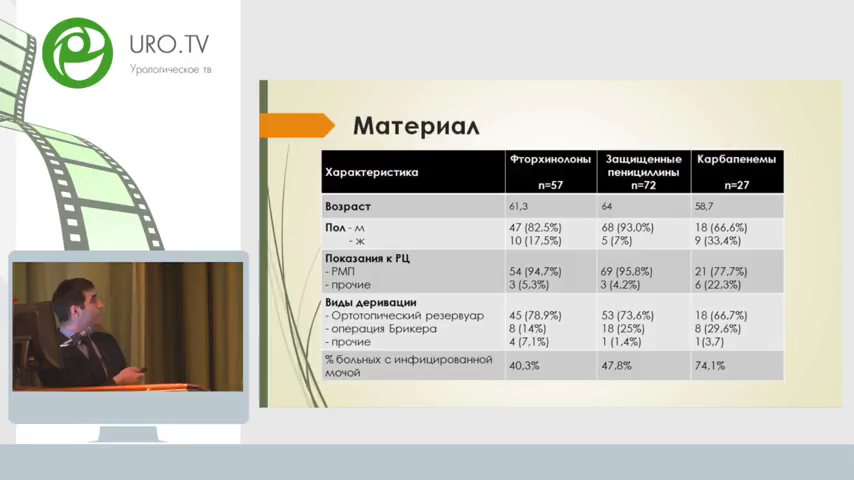 URO.TV
Урологическое тв
Материал
Характеристика
Фторхинолоны
n=57
Защищенные
пенициллины
n=72
Карбапенемы
n=27
Возраст
61,3
64
58,7
Пол - м
- ж
47 (82,5%)
10 (17,5%)
68 (93,0%)
5 (7%)
18 (66,6%)
9 (33,4%)
Показания к РЦ
- РМП
- прочие
54 (94,7%)
3 (5,3%)
69 (95,8%)
3 (4,2%)
21 (77,7%)
6 (22,3%)
Виды деривации
- Ортотопический резервуар
- операция Брикера
- прочие
45 (78,9%)
8 (14%)
4 (7,1%)
53 (73,6%)
18 (25%)
1 (1,4%)
18 (66,7%)
8 (29,6%)
1(3,7)
% больных с инфицированной
мочой
40,3%
47,8%
74,1%